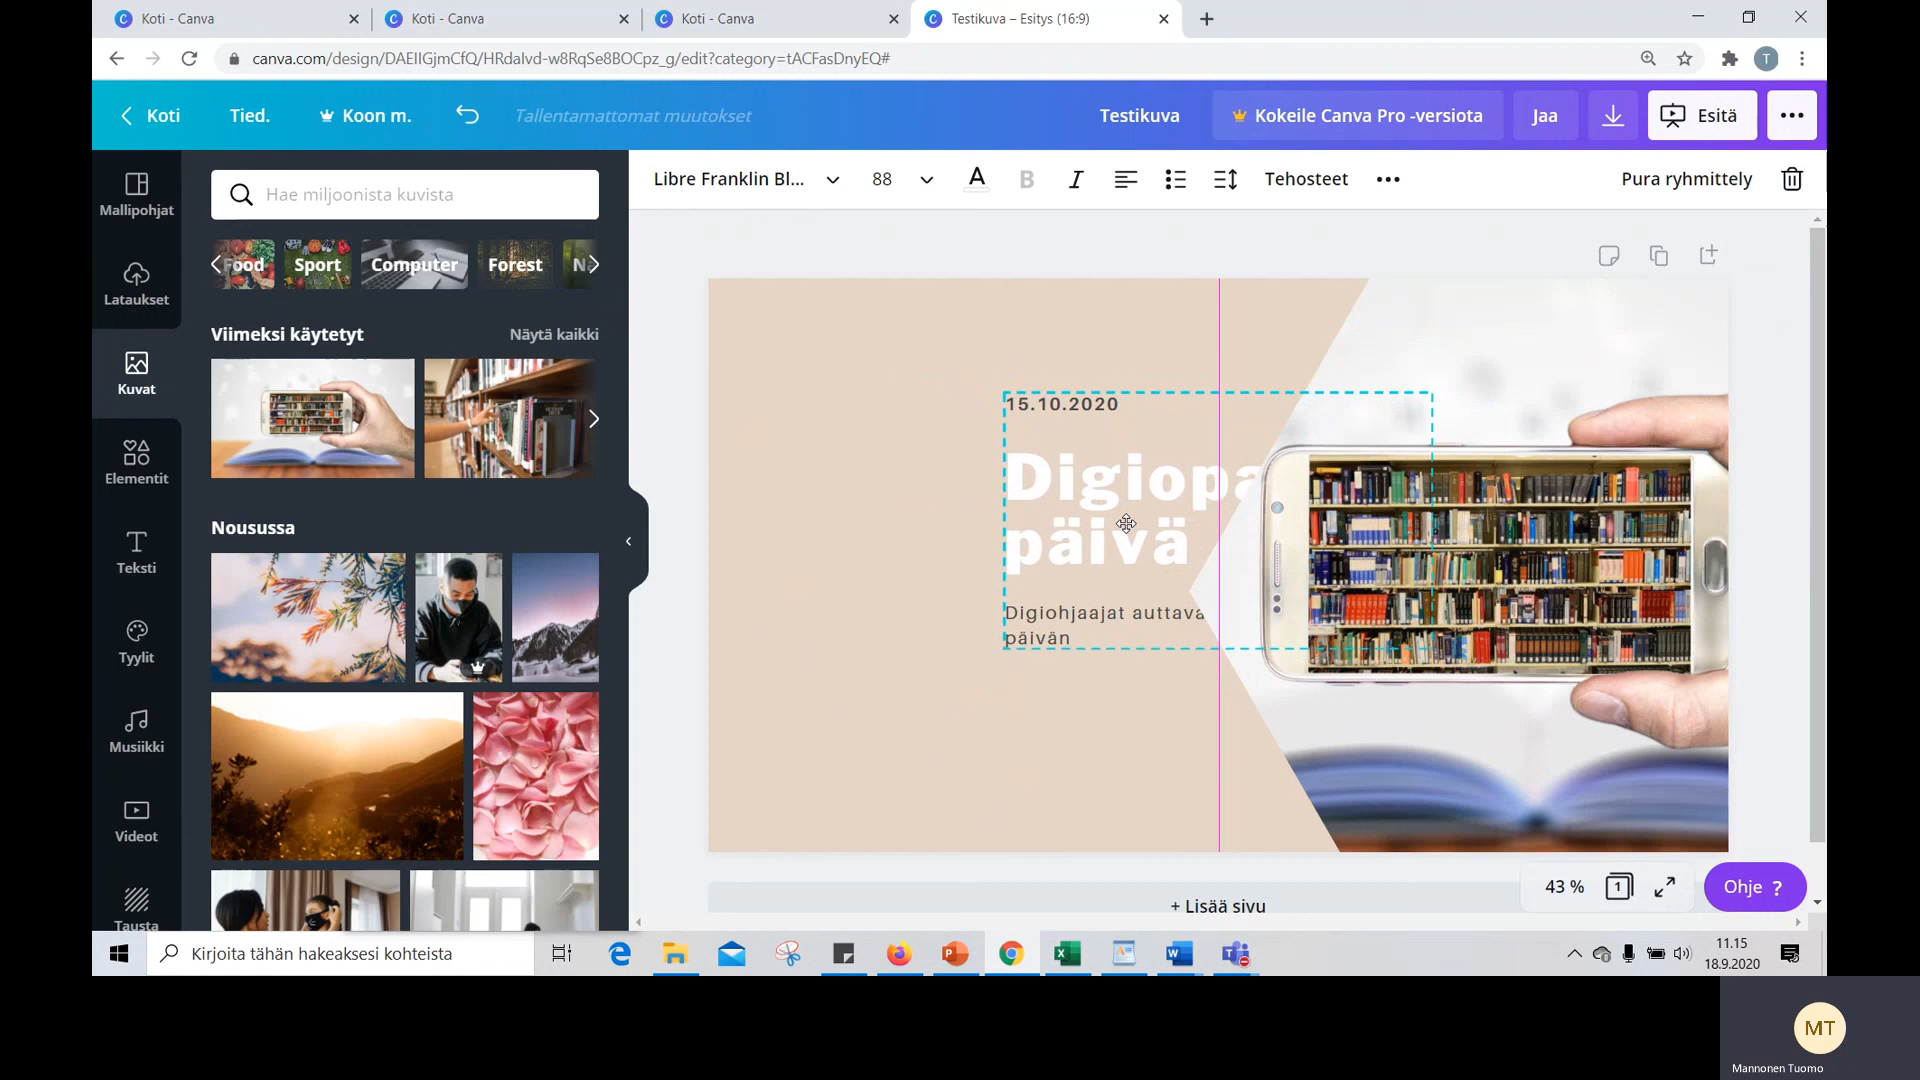 Koti - Canva
Koti - Canva
Koti - Canva
Testikuva – Esitys (16:9)
canva.com/design/DAEIIGjmCfQ/HRdalvd-w8RqSe8BOCpz_g/edit?category=tACFasDnyEQ#
T
Koti
Tied.
Koon m.
Tallentamattomat muutokset
Testikuva
Kokeile Canva Pro -versiota
Jaa
Esitä
Mallipohjat
Lataukset
Kuvat
Elementit
Teksti
Tyylit
Musiikki
Videot
Tausta
Hae miljoonista kuvista
Food
Sport
Computer
Forest
Viimeksi käytetyt
Näytä kaikki
Nousussa
Libre Franklin Bl...
88
A
B
I
Tehosteet
Pura ryhmittely
15.10.2020
Digiopa
päivä
Digiohjaajat auttava
päivän
+ Lisää sivu
43 %
1
Ohje ?
Kirjoita tähän hakeaksesi kohteista
11.15
18.9.2020
MT
Mannonen Tuomo